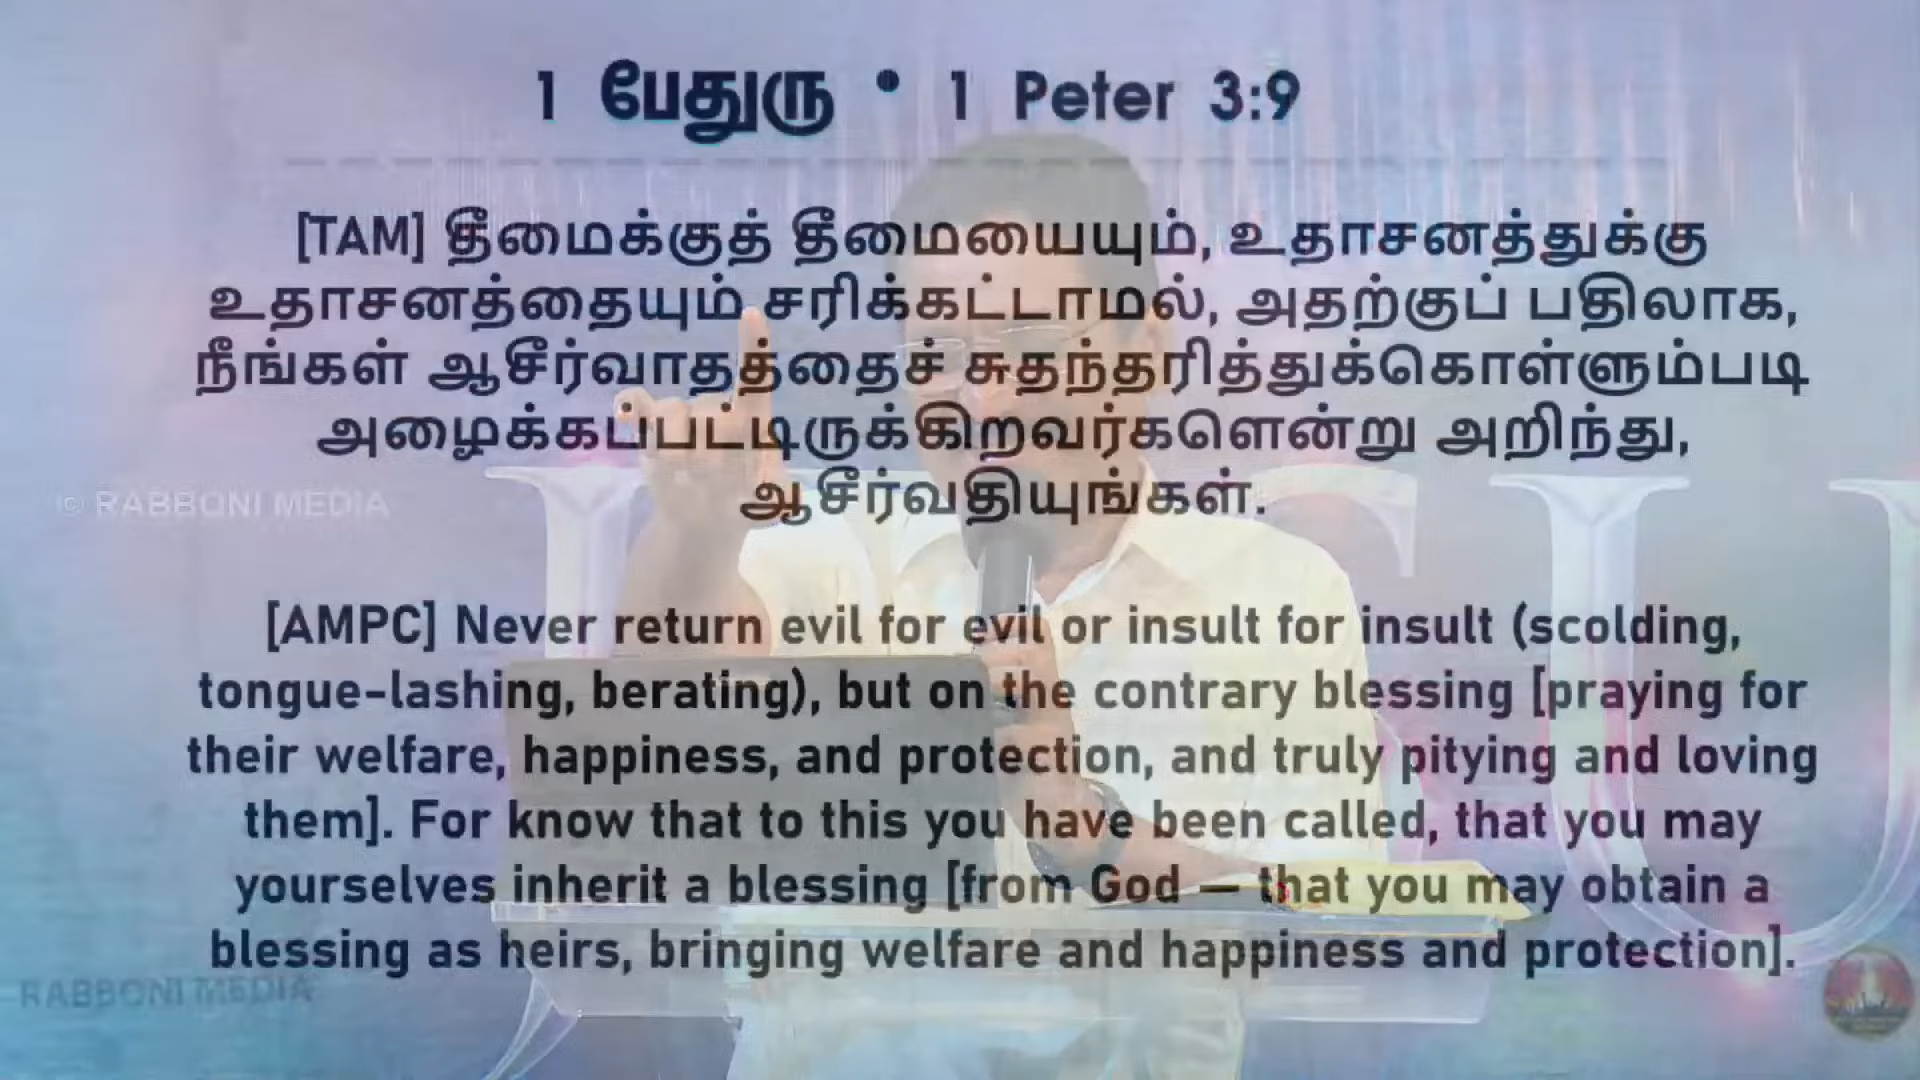 1 பேதுரு • 1 Peter 3:9
[TAM] தீமைக்குத் தீமையையும், உதாசனத்துக்கு
உதாசனத்தையும் சரிக்கட்டாமல், அதற்குப் பதிலாக,
நீங்கள் ஆசீர்வாதத்தைச் சுதந்தரித்துக்கொள்ளும்படி
அழைக்கப்பட்டிருக்கிறவர்களென்று அறிந்து,
ஆசீர்வதியுங்கள்.
© RABBONI MEDIA
[AMPC] Never return evil for evil or insult for insult (scolding,
tongue-lashing, berating), but on the contrary blessing [praying for
their welfare, happiness, and protection, and truly pitying and loving
them]. For know that to this you have been called, that you may
yourselves inherit a blessing [from God — that you may obtain a
blessing as heirs, bringing welfare and happiness and protection].
RABBONI MEDIA